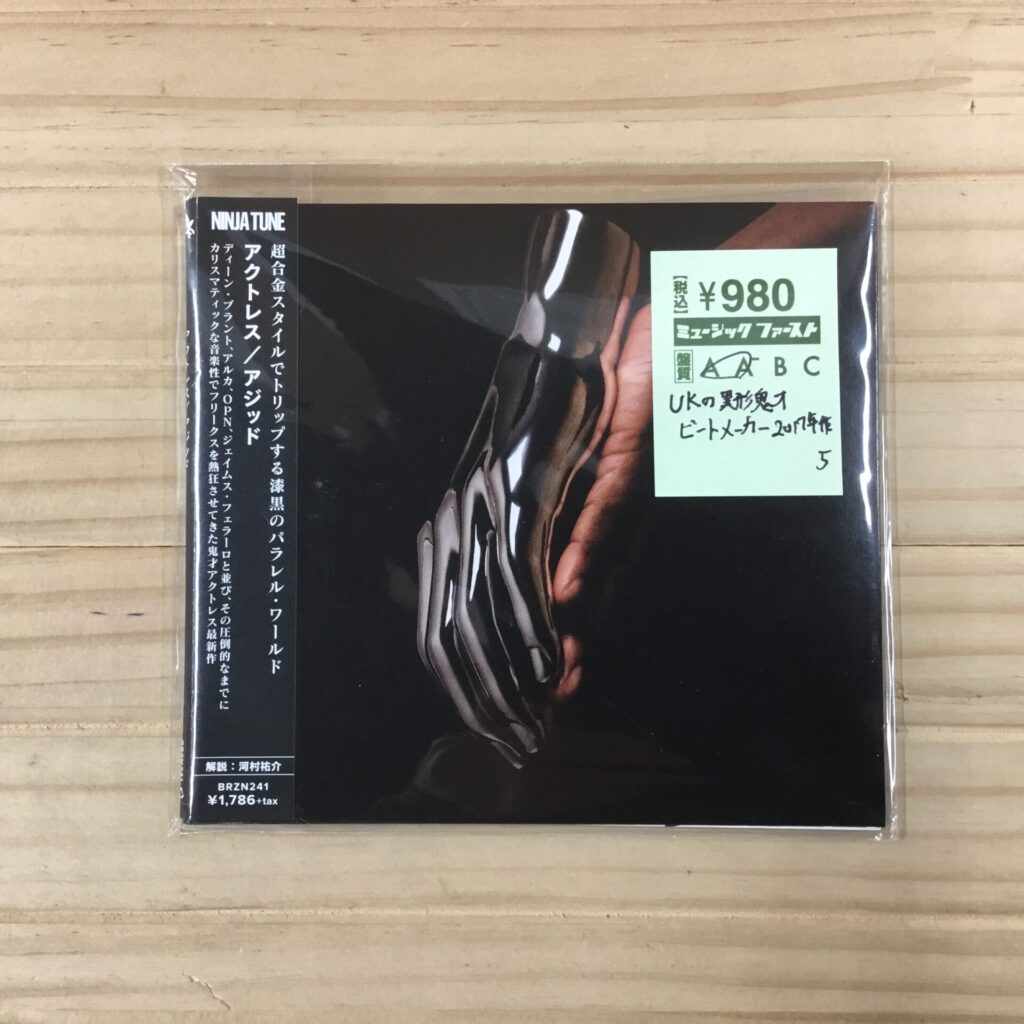 NINJA TUNE
超合金スタイルでトリップする漆黒のパラレル・ワールド
アクトレス／アジッド
ディーン・ブラント、アルカ、OPN、ジェイムス・フェラーロと並び、その圧倒的なまでに
カリスマティックな音楽性でフリークスを熱狂させてきた鬼才アクトレス最新作
解説：河村祐介
BRZN241
¥1,786+tax
【税込】¥980
ミュージック ファースト
盤質 A A B C
UKの異形鬼才
ビートメーカー2017年作
5